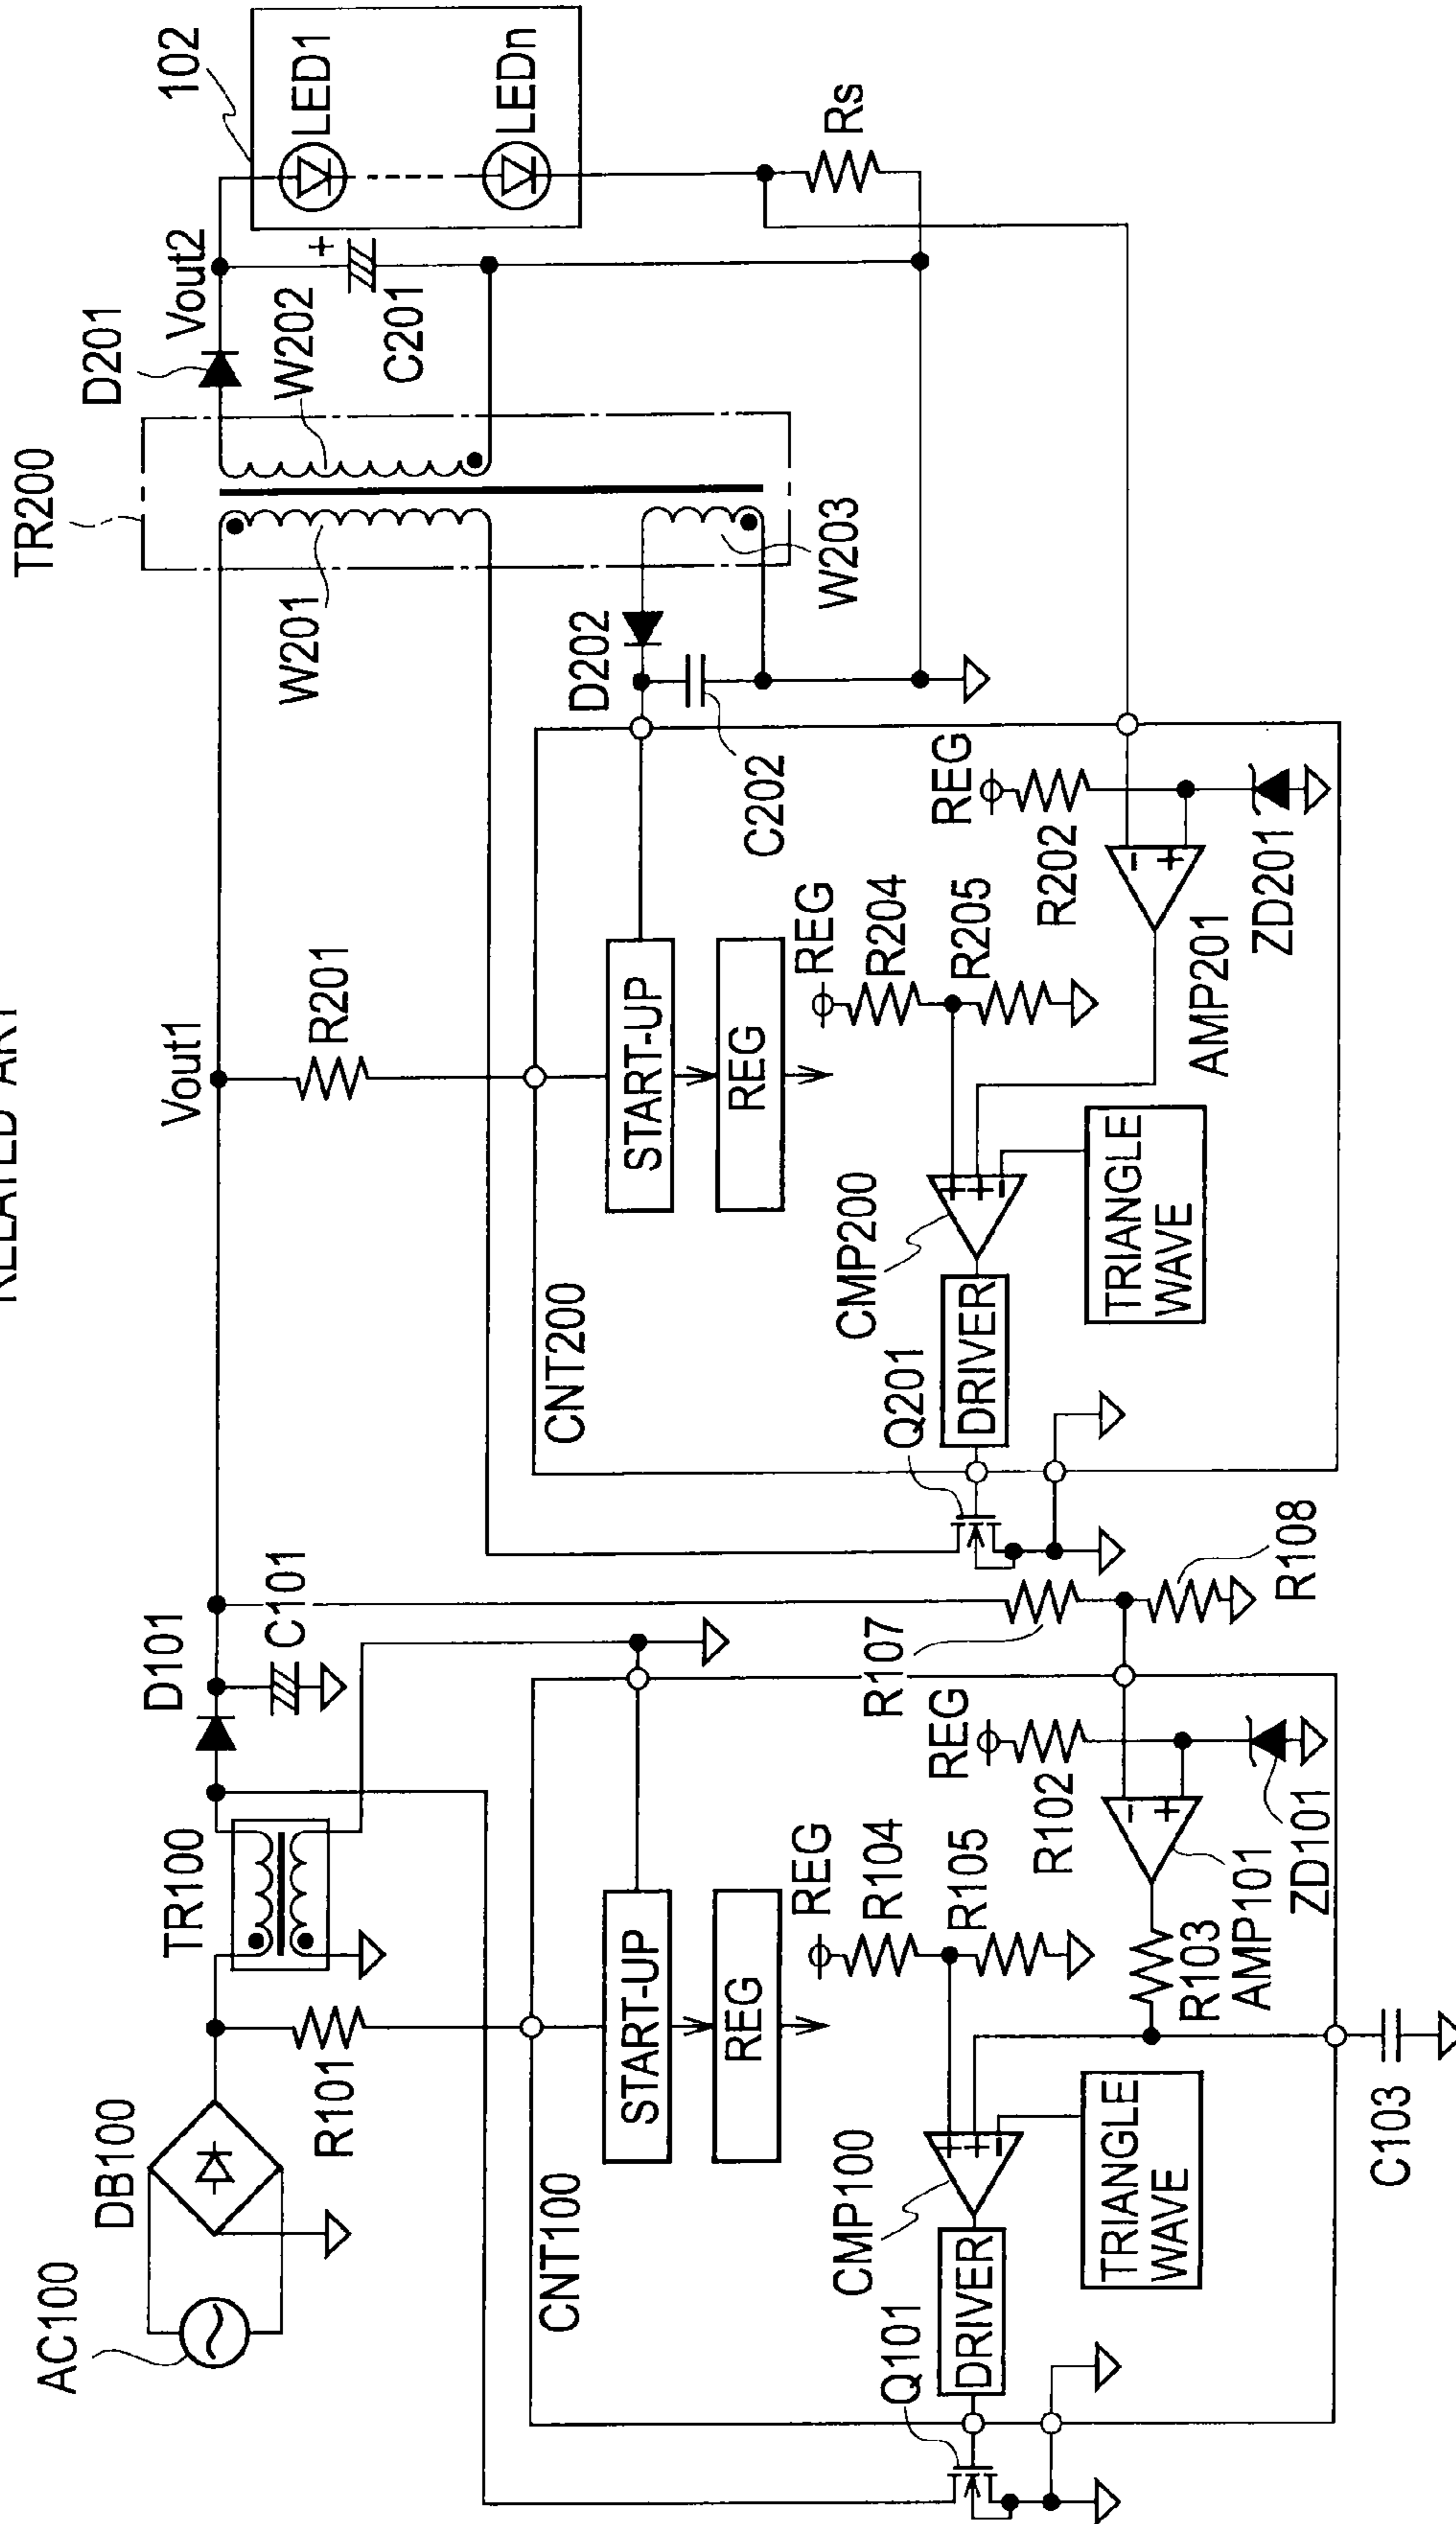 RELATED ART
AC100
DB100
R101
TR100
D101
C101
Vout1
R201
TR200
W201
W202
W203
D201
Vout2
C201
+
102
LED1
LEDn
Rs
D202
C202
CNT100
START-UP
REG
REG
R104
R105
REG
R102
R107
R108
CMP100
+
+
-
-
+
Q101
DRIVER
TRIANGLE
WAVE
R103
AMP101
ZD101
C103
CNT200
START-UP
REG
REG
R204
R205
REG
R202
CMP200
+
+
-
-
+
Q201
DRIVER
TRIANGLE
WAVE
AMP201
ZD201